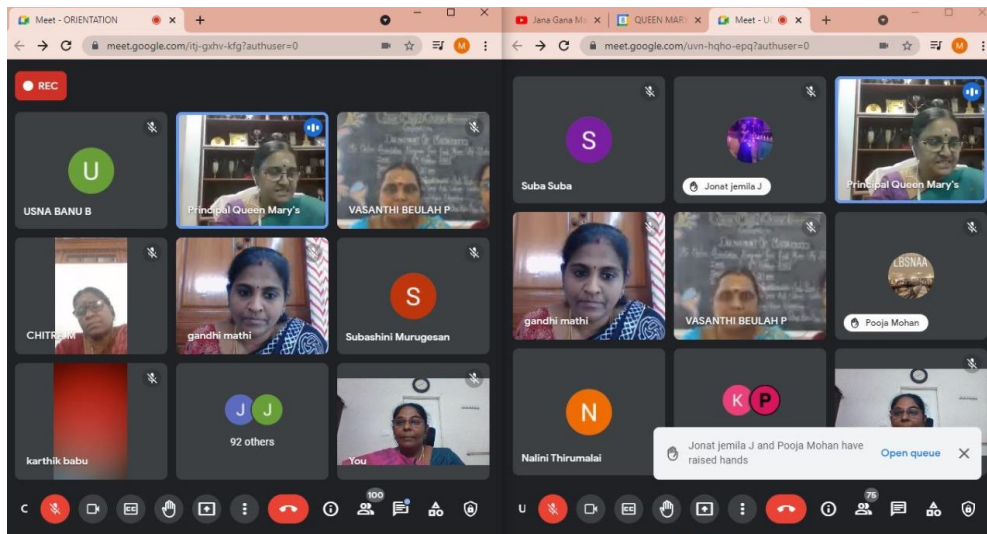 Meet - ORIENTATION
meet.google.com/itj-gxhv-kfg?authuser=0
M
REC
U
USNA BANU B
Principal Queen Mary's
VASANTHI BEULAH P
CHITRA M
gandhi mathi
S
Subashini Murugesan
karthik babu
J J
92 others
You
C
CC
100
Jana Gana Ma
QUEEN MAR
Meet - U
meet.google.com/uvn-hqho-epq?authuser=0
M
S
Suba Suba
Jonat jemila J
Principal Queen Mary's
gandhi mathi
VASANTHI BEULAH P
LBSNAA
Pooja Mohan
N
Nalini Thirumalai
K P
Jonat jemila J and Pooja Mohan have
raised hands
Open queue
U
CC
75